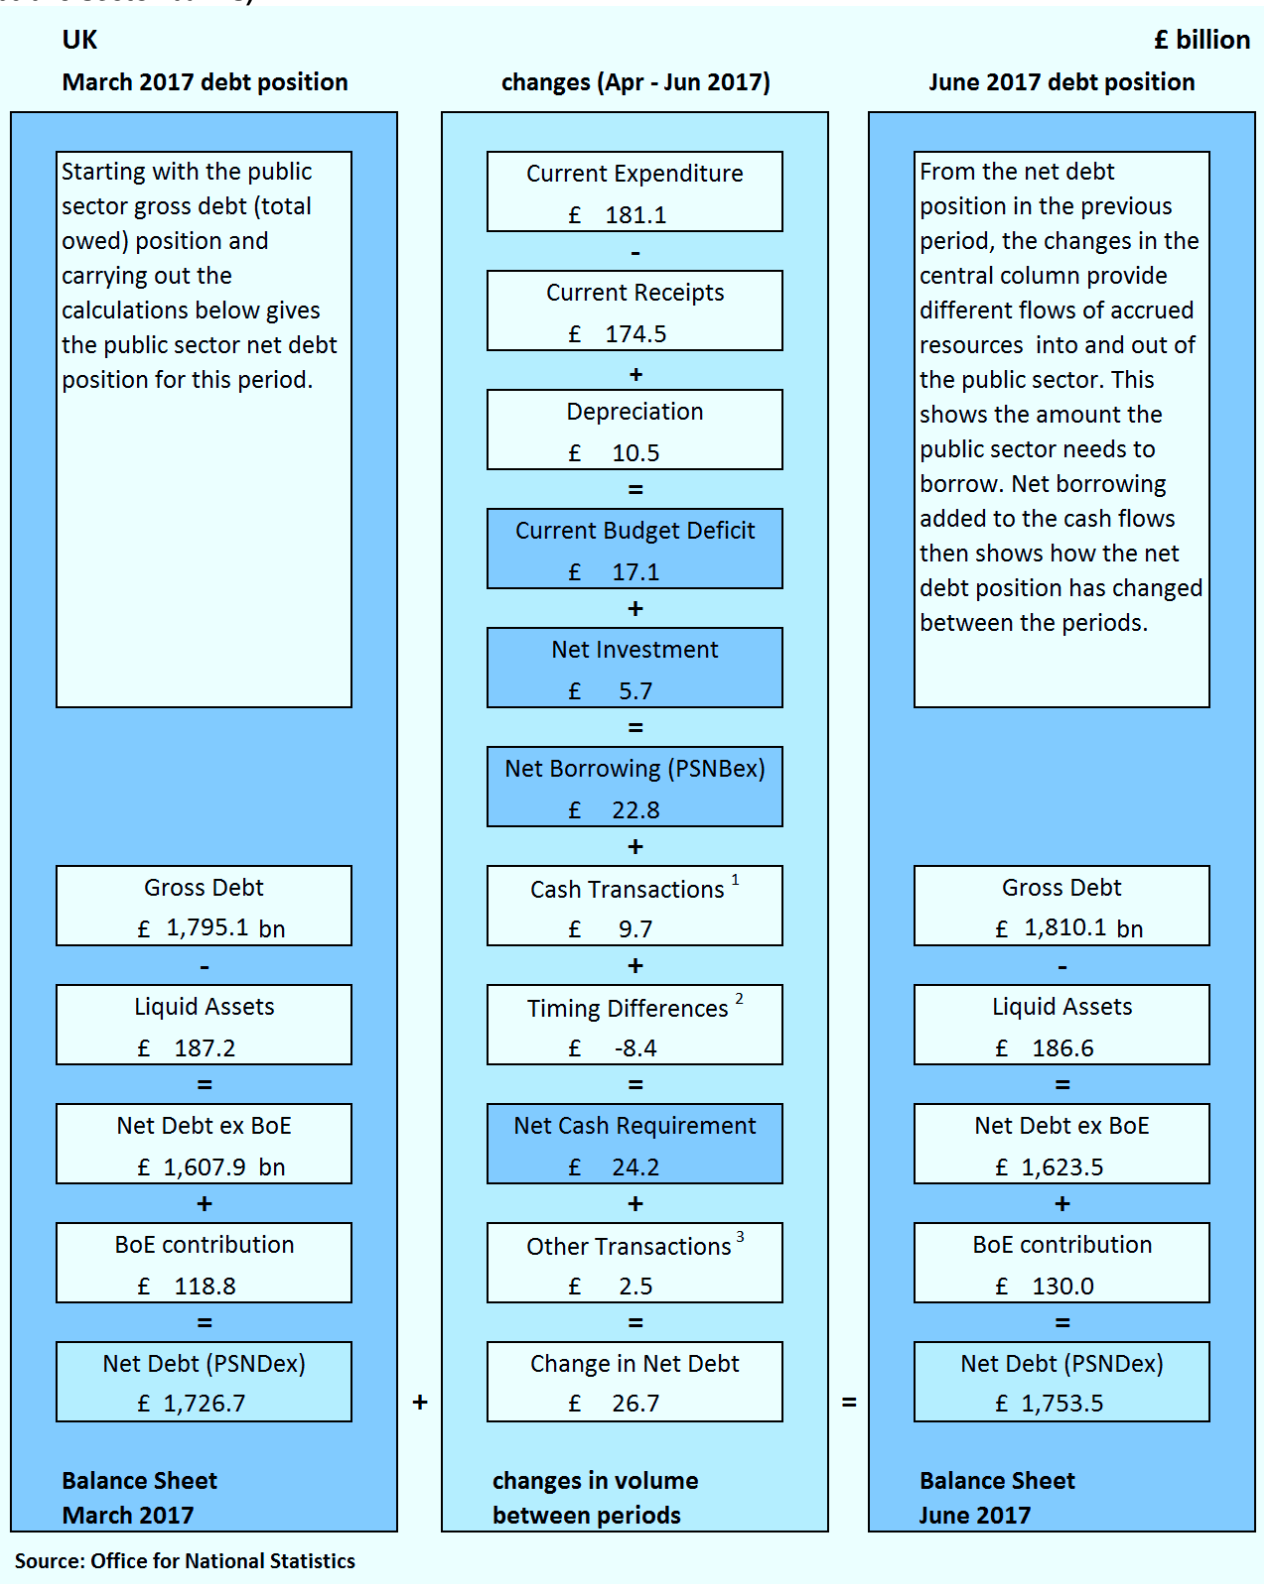 UK
£ billion
March 2017 debt position
changes (Apr - Jun 2017)
June 2017 debt position
Starting with the public
sector gross debt (total
owed) position and
carrying out the
calculations below gives
the public sector net debt
position for this period.
Gross Debt
£ 1,795.1 bn
-
Liquid Assets
£ 187.2
=
Net Debt ex BoE
£ 1,607.9 bn
+
BoE contribution
£ 118.8
=
Net Debt (PSNDex)
£ 1,726.7
Balance Sheet
March 2017
+
Current Expenditure
£ 181.1
-
Current Receipts
£ 174.5
+
Depreciation
£ 10.5
=
Current Budget Deficit
£ 17.1
+
Net Investment
£ 5.7
=
Net Borrowing (PSNBex)
£ 22.8
+
Cash Transactions 1
£ 9.7
+
Timing Differences 2
£ -8.4
=
Net Cash Requirement
£ 24.2
+
Other Transactions 3
£ 2.5
=
Change in Net Debt
£ 26.7
changes in volume
between periods
=
From the net debt
position in the previous
period, the changes in the
central column provide
different flows of accrued
resources into and out of
the public sector. This
shows the amount the
public sector needs to
borrow. Net borrowing
added to the cash flows
then shows how the net
debt position has changed
between the periods.
Gross Debt
£ 1,810.1 bn
-
Liquid Assets
£ 186.6
=
Net Debt ex BoE
£ 1,623.5
+
BoE contribution
£ 130.0
=
Net Debt (PSNDex)
£ 1,753.5
Balance Sheet
June 2017
Source: Office for National Statistics